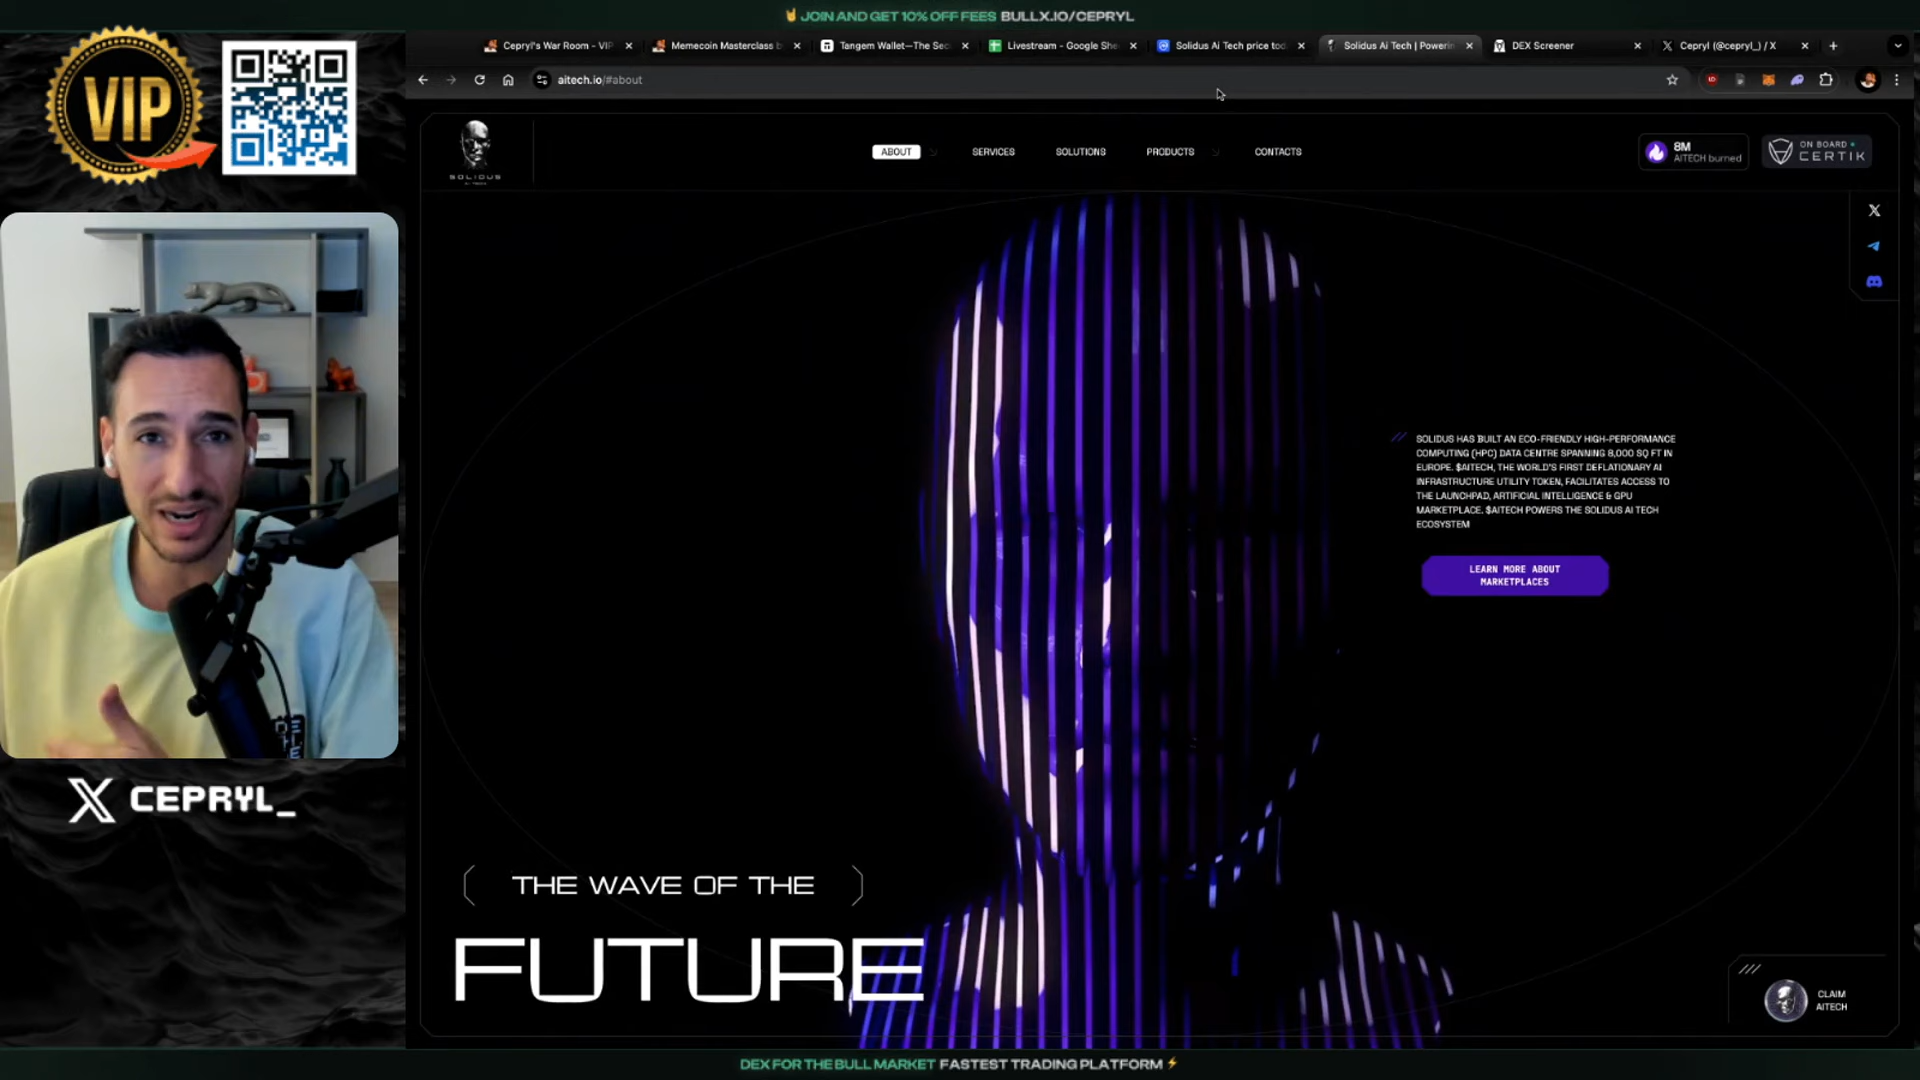 JOIN AND GET 10% OFF FEES BULLX.IO/CEPRYL
VIP
Cepryl's War Room - VIP
Memecoin Masterclass b
Tangem Wallet—The Sec
Livestream - Google She
Solidus Ai Tech price tod
Solidus Ai Tech | Powerin
DEX Screener
Cepryl (@cepryl_) / X
aitech.io/#about
SOLIDUS
AI TECH
ABOUT
SERVICES
SOLUTIONS
PRODUCTS
CONTACTS
8M
AITECH burned
ON BOARD
CERTIK
SOLIDUS HAS BUILT AN ECO-FRIENDLY HIGH-PERFORMANCE
COMPUTING (HPC) DATA CENTRE SPANNING 8,000 SQ FT IN
EUROPE. $AITECH, THE WORLD'S FIRST DEFLATIONARY AI
INFRASTRUCTURE UTILITY TOKEN, FACILITATES ACCESS TO
THE LAUNCHPAD, ARTIFICIAL INTELLIGENCE & GPU
MARKETPLACE. $AITECH POWERS THE SOLIDUS AI TECH
ECOSYSTEM
LEARN MORE ABOUT
MARKETPLACES
X CEPRYL_
THE WAVE OF THE
FUTURE
CLAIM
AITECH
DEX FOR THE BULL MARKET FASTEST TRADING PLATFORM